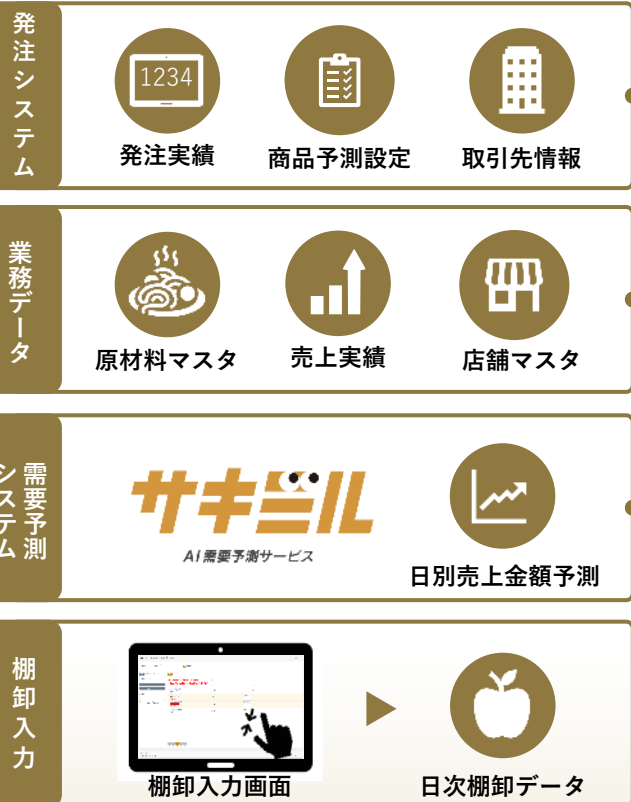 発注システム
1234
発注実績
商品予測設定
取引先情報
業務データ
原材料マスタ
売上実績
店舗マスタ
需要予測
システム
サキミル
AI需要予測サービス
日別売上金額予測
棚卸入力
棚卸入力画面
日次棚卸データ